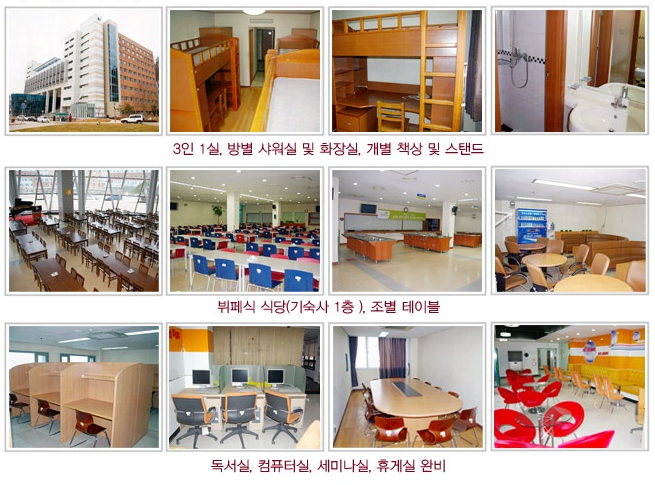 3인 1실, 방별 샤워실 및 화장실, 개별 책상 및 스탠드
뷔페식 식당(기숙사 1층 ), 조별 테이블
독서실, 컴퓨터실, 세미나실, 휴게실 완비